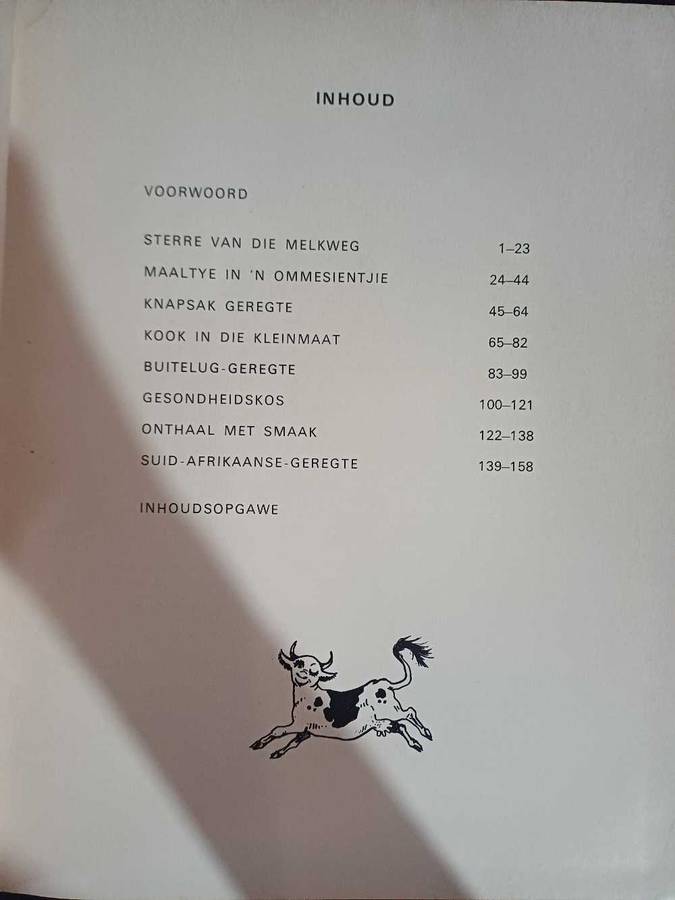 INHOUD
VOORWOORD
STERRE VAN DIE MELKWEG 1–23
MAALTYE IN 'N OMMESIENTJIE 24–44
KNAPSAK GEREGTE 45–64
KOOK IN DIE KLEINMAAT 65–82
BUITELUG-GEREGTE 83–99
GESONDHEIDSKOS 100–121
ONTHAAL MET SMAAK 122–138
SUID-AFRIKAANSE-GEREGTE 139–158
INHOUDSOPGAWE